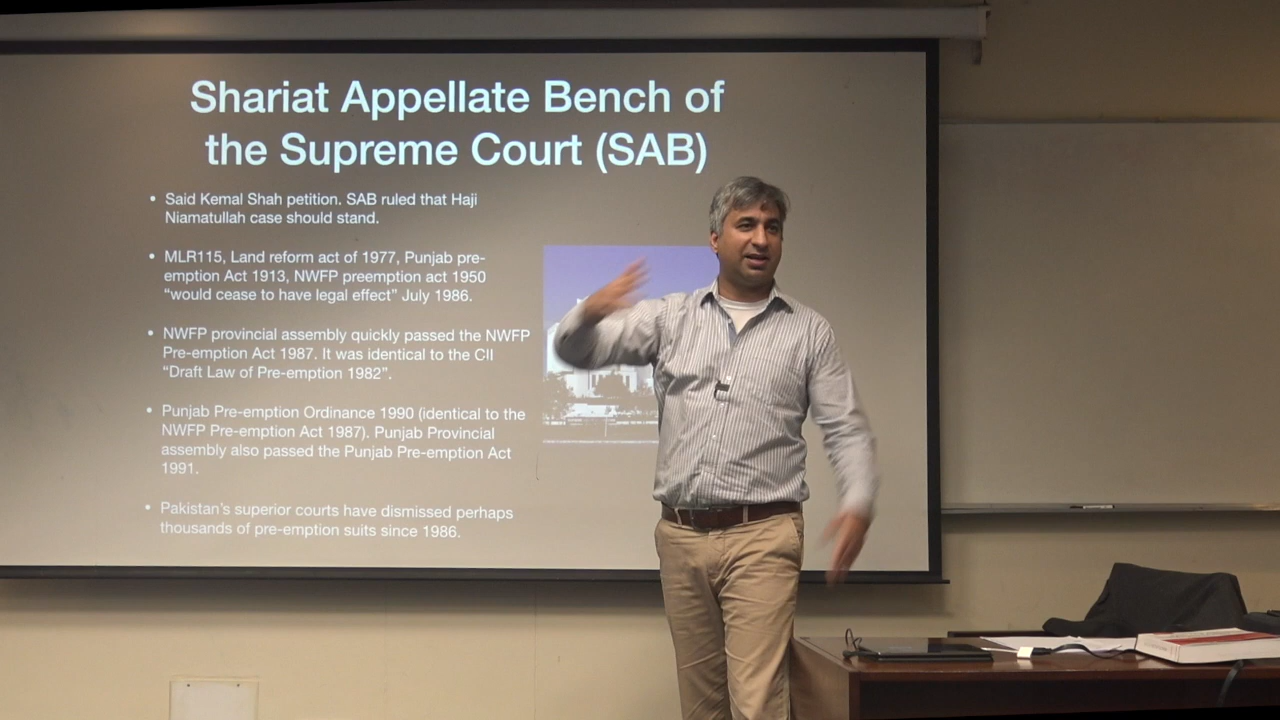 Shariat Appellate Bench of
the Supreme Court (SAB)
• Said Kemal Shah petition. SAB ruled that Haji
Niamatullah case should stand.
• MLR115, Land reform act of 1977, Punjab pre-
emption Act 1913, NWFP preemption act 1950
“would cease to have legal effect” July 1986.
• NWFP provincial assembly quickly passed the NWFP
Pre-emption Act 1987. It was identical to the CII
“Draft Law of Pre-emption 1982”.
• Punjab Pre-emption Ordinance 1990 (identical to the
NWFP Pre-emption Act 1987). Punjab Provincial
assembly also passed the Punjab Pre-emption Act
1991.
• Pakistan’s superior courts have dismissed perhaps
thousands of pre-emption suits since 1986.